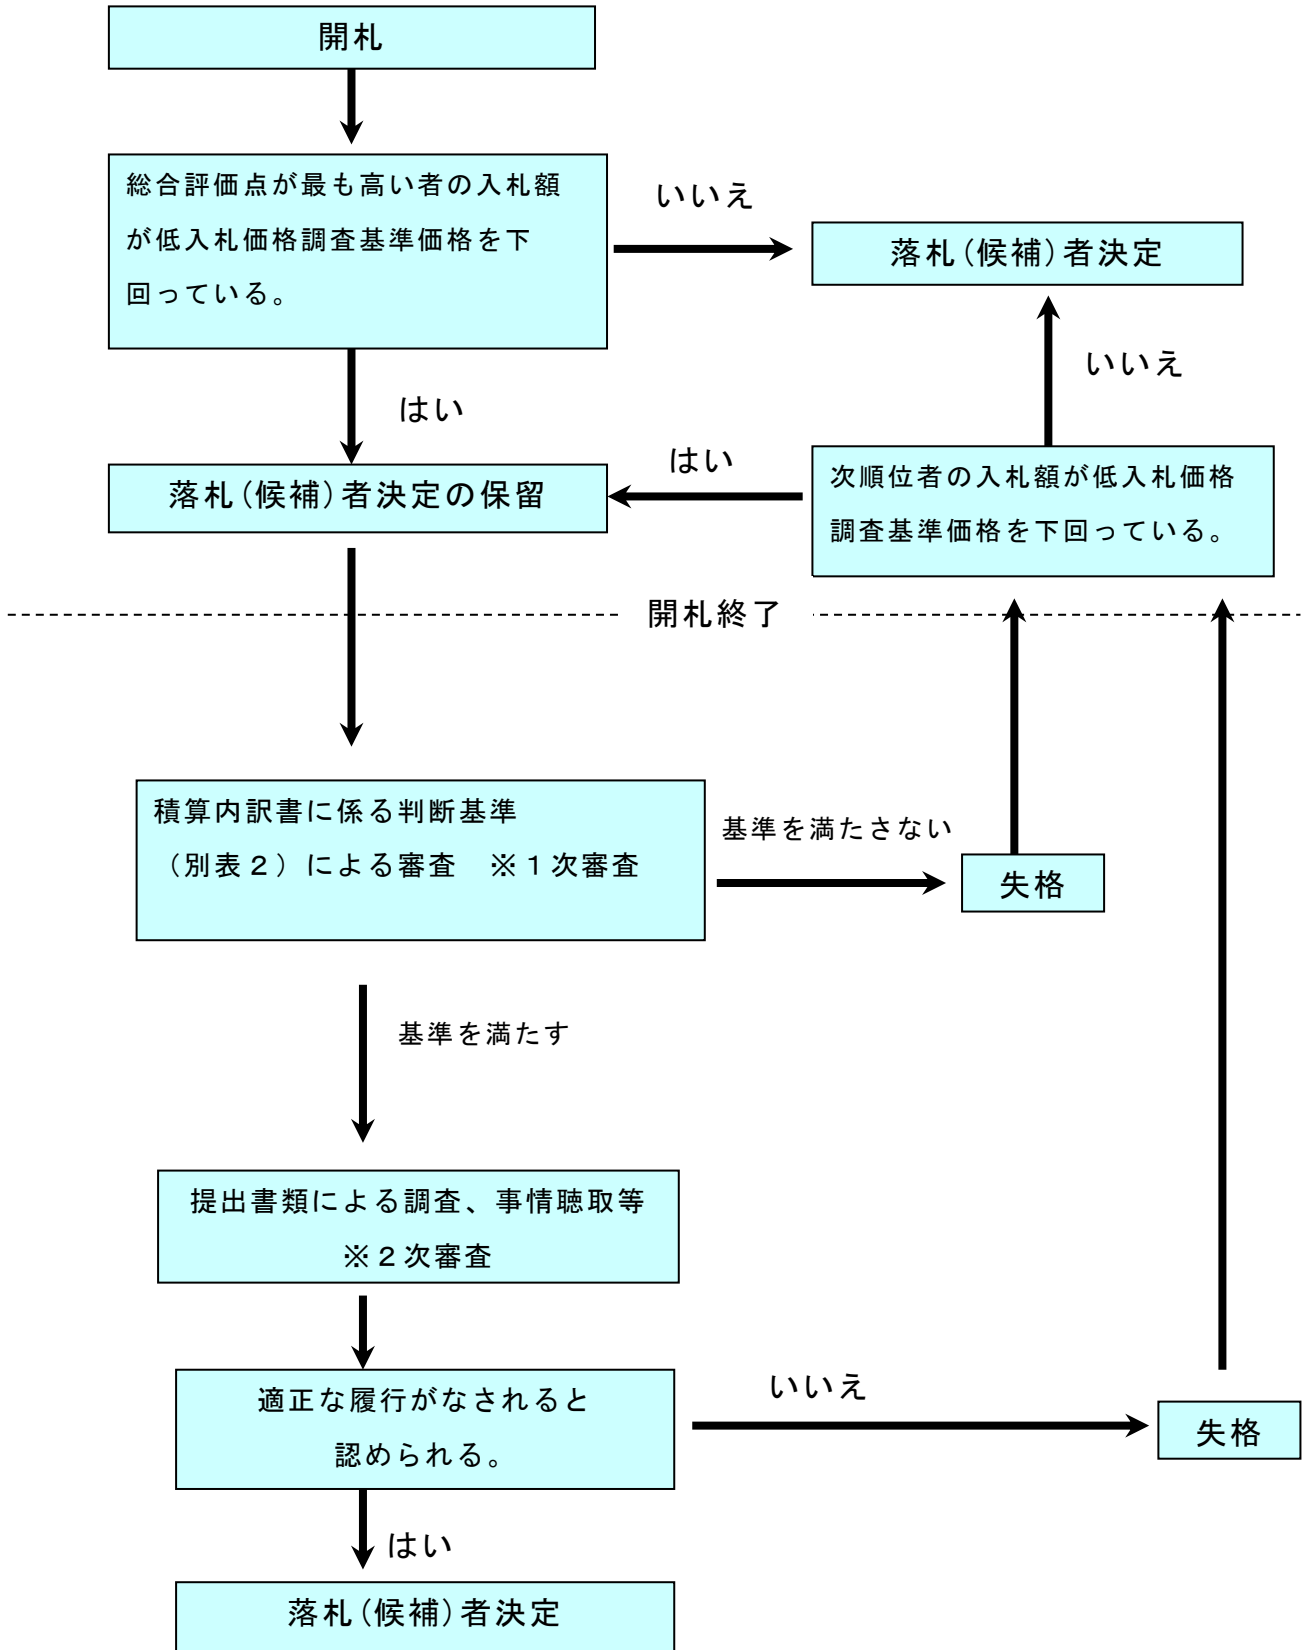 開札
総合評価点が最も高い者の入札額
が低入札価格調査基準価格を下
回っている。
いいえ
落札(候補)者決定
いいえ
はい
はい
落札(候補)者決定の保留
次順位者の入札額が低入札価格
調査基準価格を下回っている。
開札終了
積算内訳書に係る判断基準
（別表２）による審査　※１次審査
基準を満たさない
失格
基準を満たす
提出書類による調査、事情聴取等
※２次審査
適正な履行がなされると
認められる。
いいえ
失格
はい
落札(候補)者決定